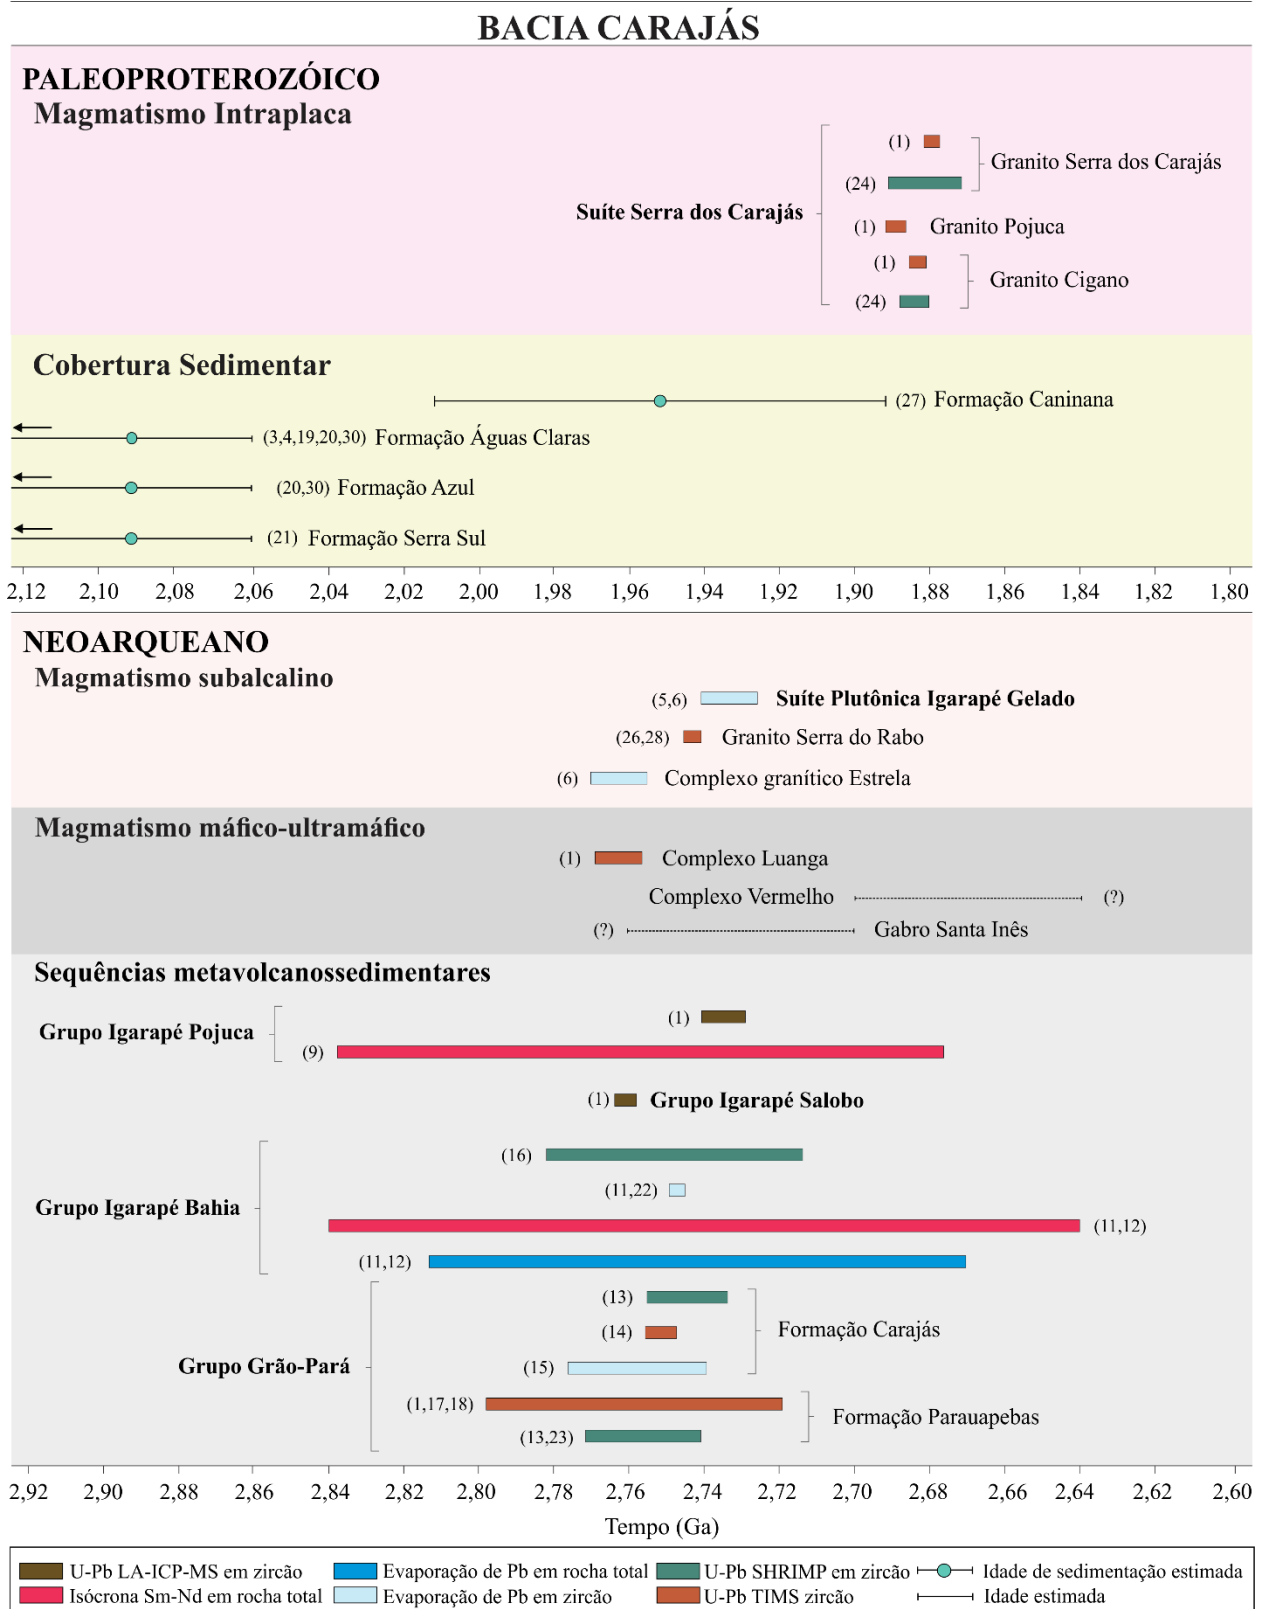 BACIA CARAJÁS
PALEOPROTEROZÓICO
Magmatismo Intraplaca
(1)
Granito Serra dos Carajás
(24)
Suíte Serra dos Carajás
(1) Granito Pojuca
(1)
Granito Cigano
(24)
Cobertura Sedimentar
(27) Formação Caninana
(3,4,19,20,30) Formação Águas Claras
(20,30) Formação Azul
(21) Formação Serra Sul
2,12 2,10 2,08 2,06 2,04 2,02 2,00 1,98 1,96 1,94 1,92 1,90 1,88 1,86 1,84 1,82 1,80
NEOARQUEANO
Magmatismo subalcalino
(5,6) Suíte Plutônica Igarapé Gelado
(26,28) Granito Serra do Rabo
(6) Complexo granítico Estrela
Magmatismo máfico-ultramáfico
(1) Complexo Luanga
Complexo Vermelho (?)
(?) Gabro Santa Inês
Sequências metavolcanossedimentares
(1)
Grupo Igarapé Pojuca
(9)
(1) Grupo Igarapé Salobo
(16)
(11,22)
Grupo Igarapé Bahia
(11,12)
(11,12)
(13)
Formação Carajás
(14)
Grupo Grão-Pará
(15)
(1,17,18)
Formação Parauapebas
(13,23)
2,92 2,90 2,88 2,86 2,84 2,82 2,80 2,78 2,76 2,74 2,72 2,70 2,68 2,66 2,64 2,62 2,60
Tempo (Ga)
U-Pb LA-ICP-MS em zircão Evaporação de Pb em rocha total U-Pb SHRIMP em zircão Idade de sedimentação estimada
Isócrona Sm-Nd em rocha total Evaporação de Pb em zircão U-Pb TIMS zircão Idade estimada